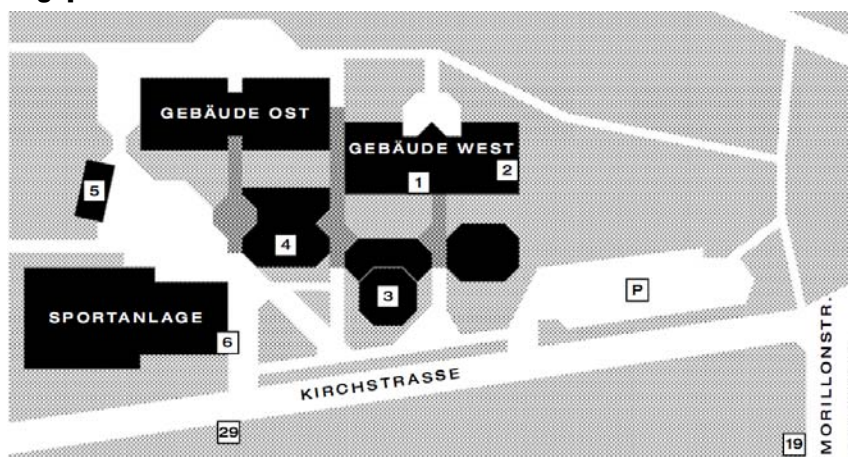 GEBÄUDE OST
GEBÄUDE WEST
2
1
5
4
P
3
SPORTANLAGE
6
KIRCHSTRASSE
MORILLONSTR.
29
19